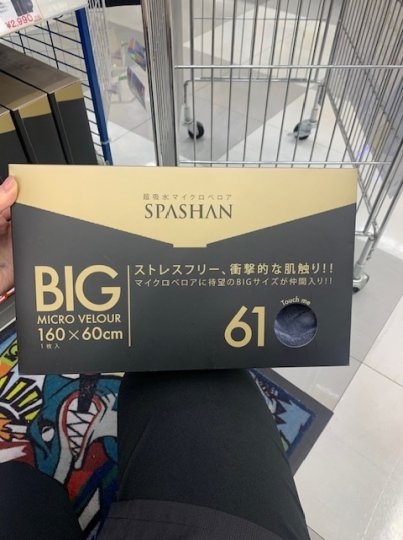 ¥2,990
超吸水マイクロベロア
SPASHAN
BIG
MICRO VELOUR
160×60cm
1枚入
ストレスフリー、衝撃的な肌触り!!
マイクロベロアに待望のBIGサイズが仲間入り!!
61
Touch me